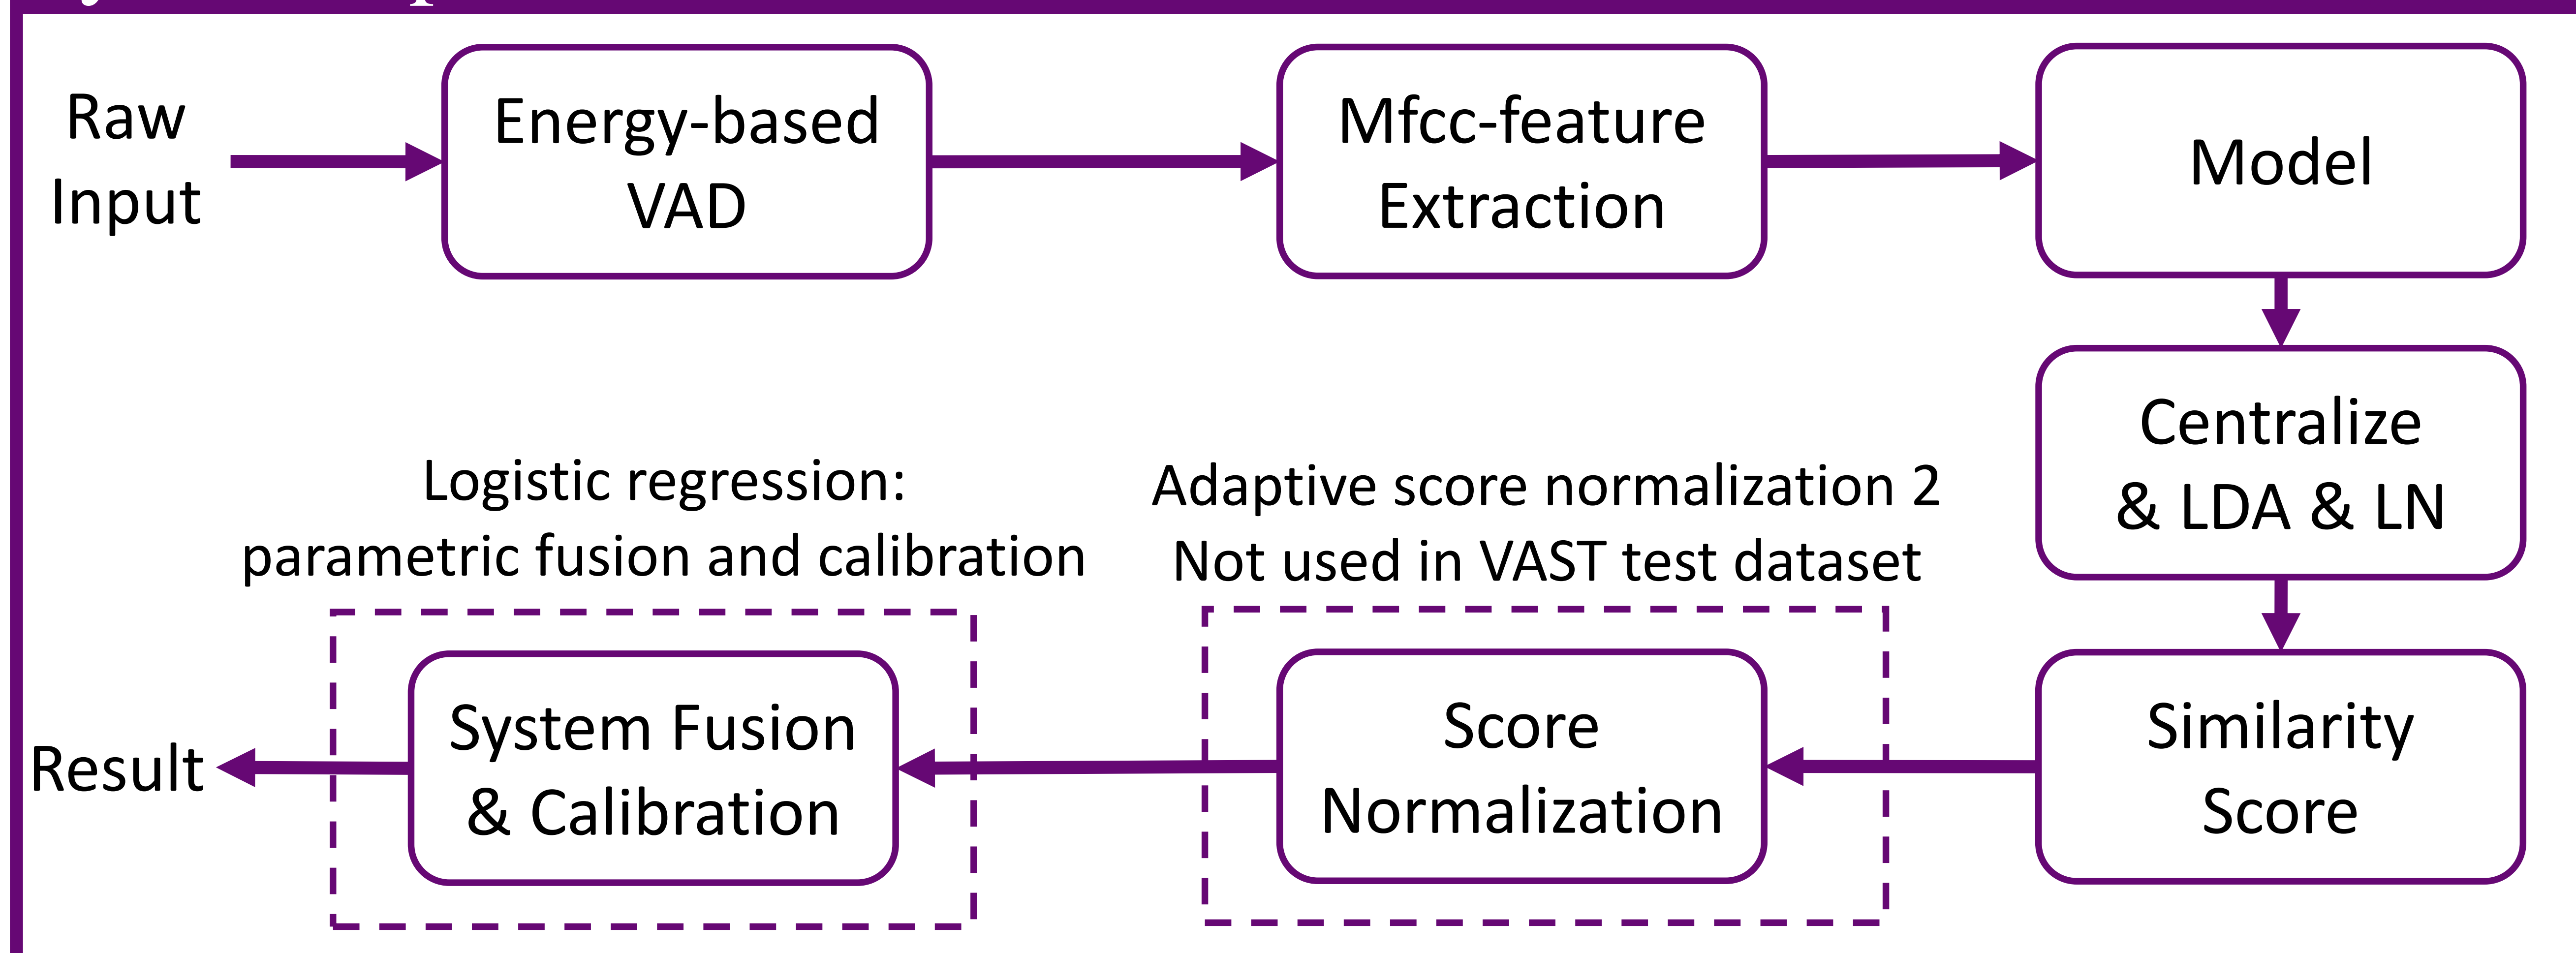 Raw
Input
Energy-based
VAD
Mfcc-feature
Extraction
Model
Centralize
& LDA & LN
Logistic regression:
parametric fusion and calibration
Adaptive score normalization 2
Not used in VAST test dataset
Similarity
Score
Score
Normalization
System Fusion
& Calibration
Result